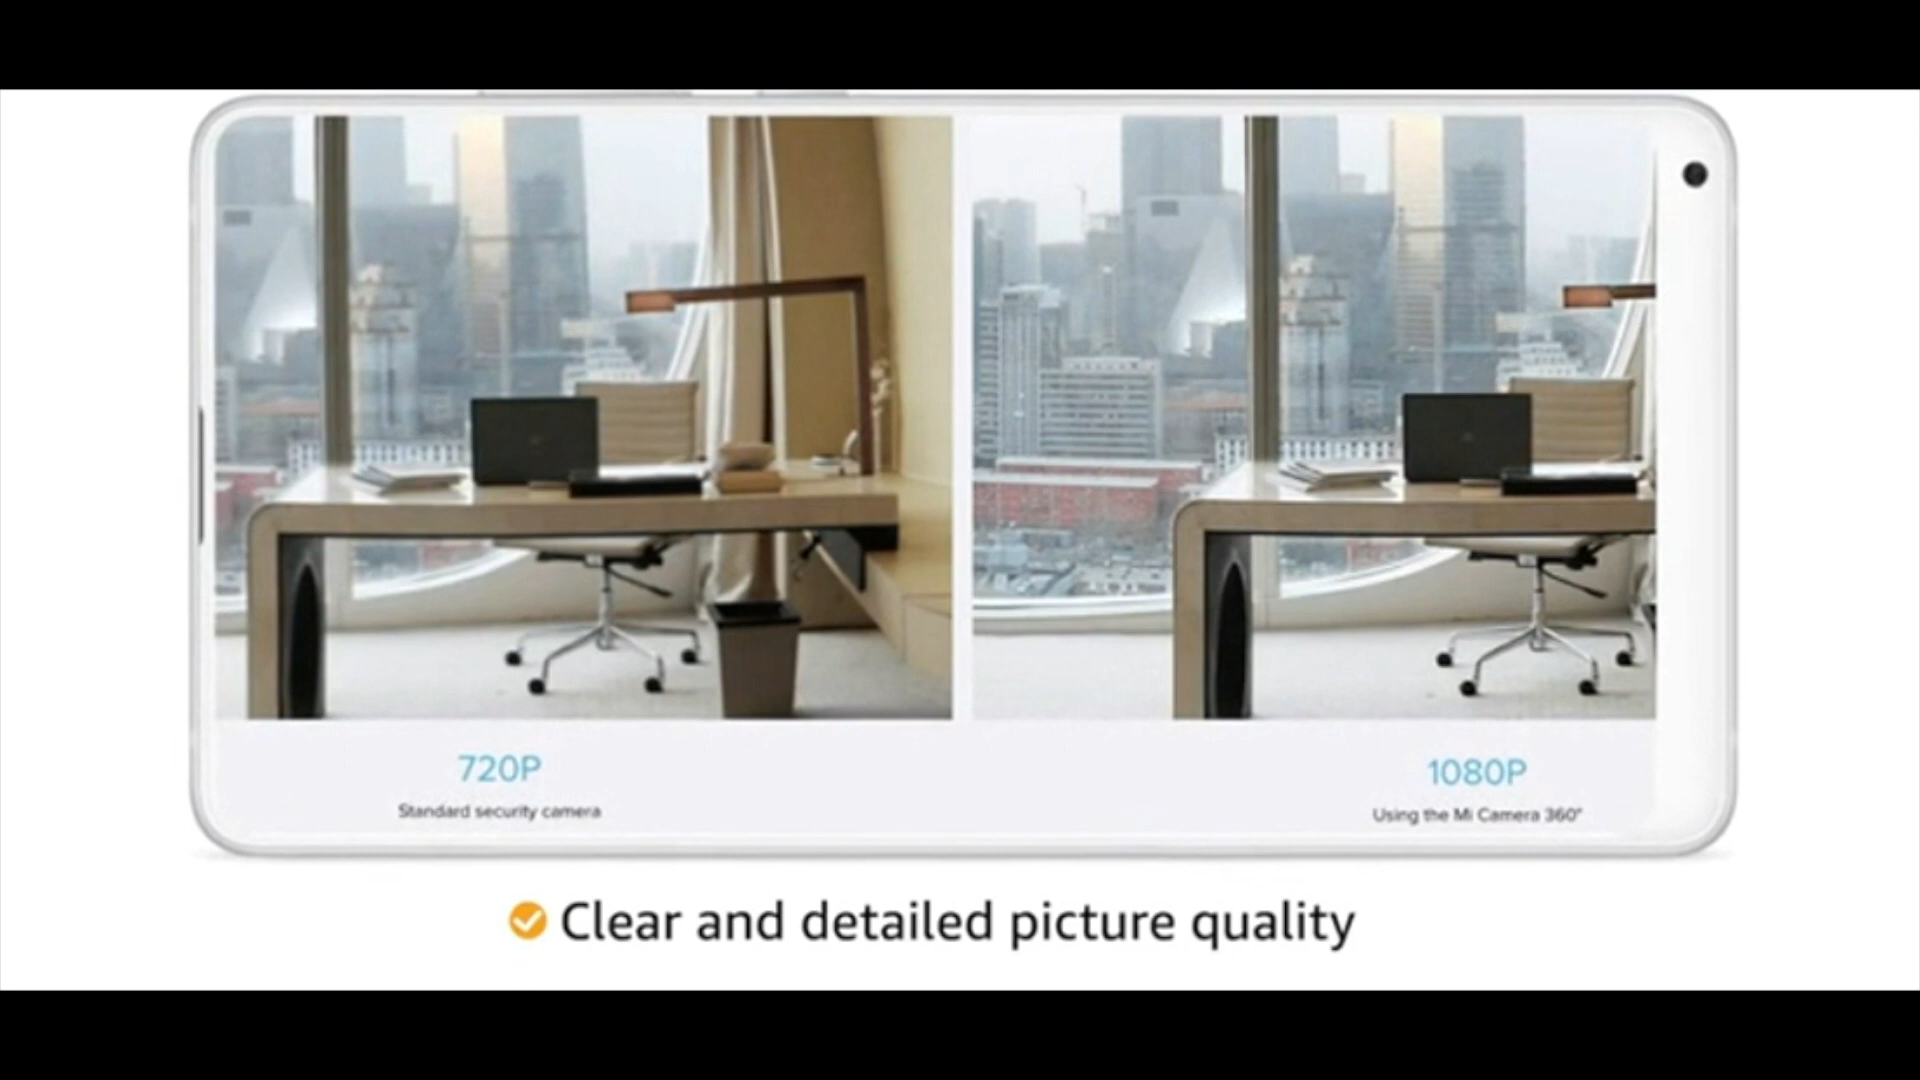 720P
Standard security camera
1080P
Using the Mi Camera 360°
Clear and detailed picture quality